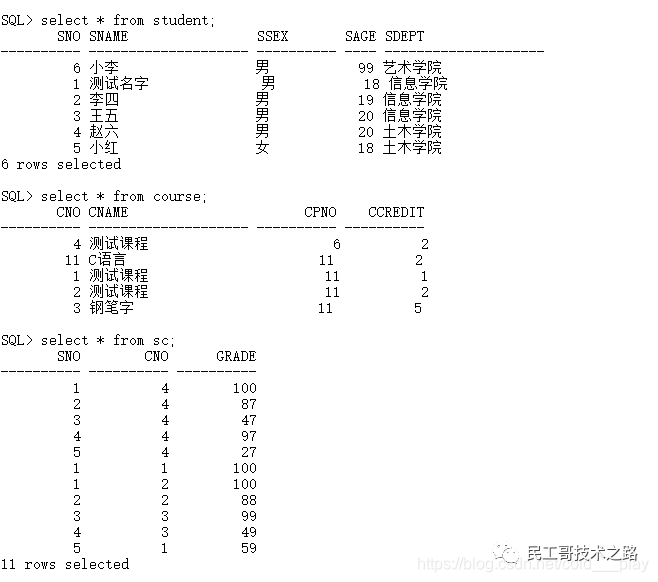 SQL> select * from student;
SNO SNAME SSEX SAGE SDEPT
---------- -------------------- ---------- ---- --------------------
6 小李 男 99 艺术学院
1 测试名字 男 18 信息学院
2 李四 男 19 信息学院
3 王五 男 20 信息学院
4 赵六 男 20 土木学院
5 小红 女 18 土木学院
6 rows selected
SQL> select * from course;
CNO CNAME CPNO CCREDIT
---------- -------------------- ---------- ----------
4 测试课程 6 2
11 C语言 11 2
1 测试课程 11 1
2 测试课程 11 2
3 钢笔字 11 5
SQL> select * from sc;
SNO CNO GRADE
---------- ---------- ----------
1 4 100
2 4 87
3 4 47
4 4 97
5 4 27
1 1 100
1 2 100
2 2 88
3 3 99
4 3 49
5 1 59
11 rows selected
民工哥技术之路